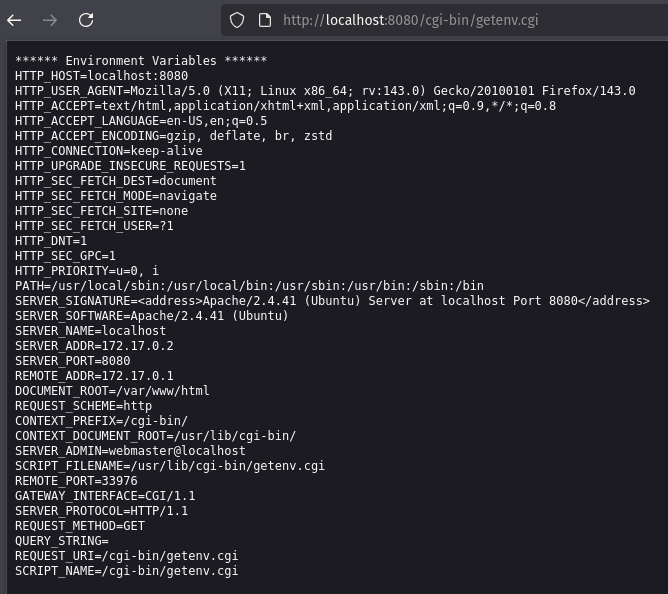 http://localhost:8080/cgi-bin/getenv.cgi
****** Environment Variables ******
HTTP_HOST=localhost:8080
HTTP_USER_AGENT=Mozilla/5.0 (X11; Linux x86_64; rv:143.0) Gecko/20100101 Firefox/143.0
HTTP_ACCEPT=text/html,application/xhtml+xml,application/xml;q=0.9,*/*;q=0.8
HTTP_ACCEPT_LANGUAGE=en-US,en;q=0.5
HTTP_ACCEPT_ENCODING=gzip, deflate, br, zstd
HTTP_CONNECTION=keep-alive
HTTP_UPGRADE_INSECURE_REQUESTS=1
HTTP_SEC_FETCH_DEST=document
HTTP_SEC_FETCH_MODE=navigate
HTTP_SEC_FETCH_SITE=none
HTTP_SEC_FETCH_USER=?1
HTTP_DNT=1
HTTP_SEC_GPC=1
HTTP_PRIORITY=u=0, i
PATH=/usr/local/sbin:/usr/local/bin:/usr/sbin:/usr/bin:/sbin:/bin
SERVER_SIGNATURE=<address>Apache/2.4.41 (Ubuntu) Server at localhost Port 8080</address>
SERVER_SOFTWARE=Apache/2.4.41 (Ubuntu)
SERVER_NAME=localhost
SERVER_ADDR=172.17.0.2
SERVER_PORT=8080
REMOTE_ADDR=172.17.0.1
DOCUMENT_ROOT=/var/www/html
REQUEST_SCHEME=http
CONTEXT_PREFIX=/cgi-bin/
CONTEXT_DOCUMENT_ROOT=/usr/lib/cgi-bin/
SERVER_ADMIN=webmaster@localhost
SCRIPT_FILENAME=/usr/lib/cgi-bin/getenv.cgi
REMOTE_PORT=33976
GATEWAY_INTERFACE=CGI/1.1
SERVER_PROTOCOL=HTTP/1.1
REQUEST_METHOD=GET
QUERY_STRING=
REQUEST_URI=/cgi-bin/getenv.cgi
SCRIPT_NAME=/cgi-bin/getenv.cgi